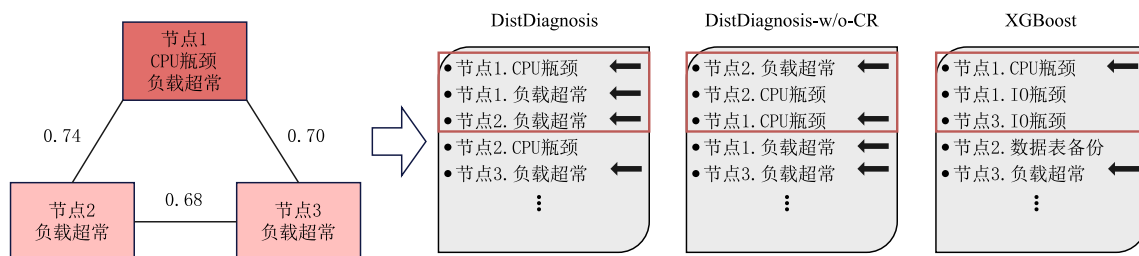 节点1
CPU瓶颈
负载超常
0.74
0.70
节点2
负载超常
0.68
节点3
负载超常
DistDiagnosis
●节点1.CPU瓶颈
●节点1.负载超常
●节点2.负载超常
●节点2.CPU瓶颈
●节点3.负载超常
DistDiagnosis-w/o-CR
●节点2.负载超常
●节点2.CPU瓶颈
●节点1.CPU瓶颈
●节点1.负载超常
●节点3.负载超常
XGBoost
●节点1.CPU瓶颈
●节点1.IO瓶颈
●节点3.IO瓶颈
●节点2.数据表备份
●节点3.负载超常